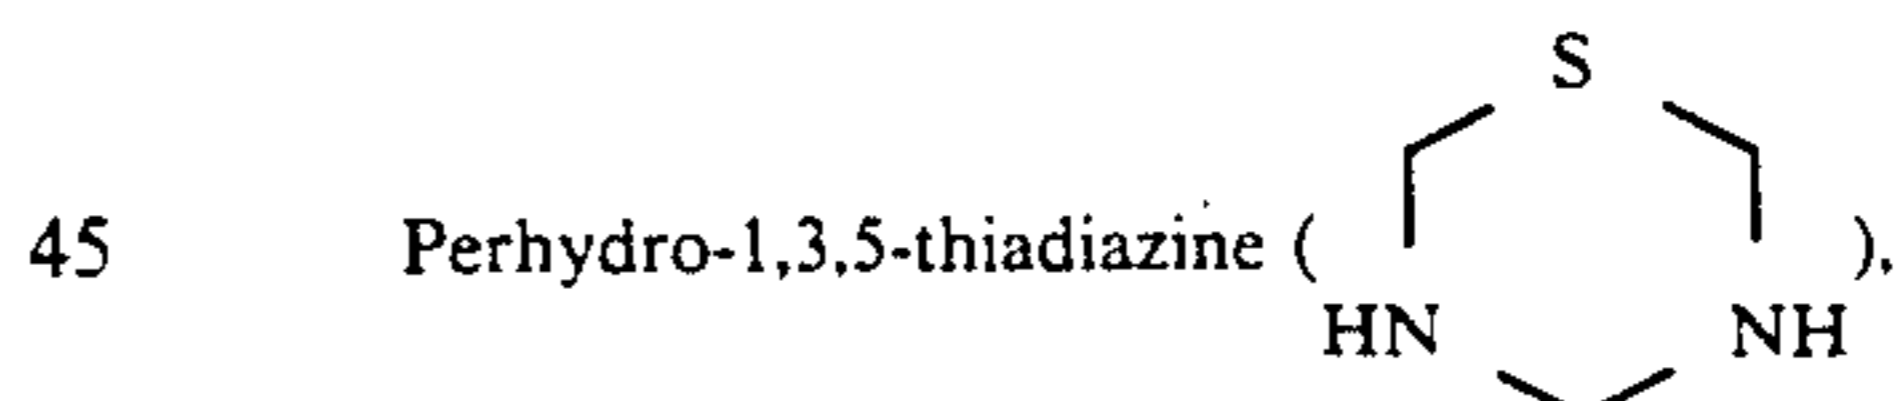 S
45 Perhydro-1,3,5-thiadiazine ( ),
HN NH